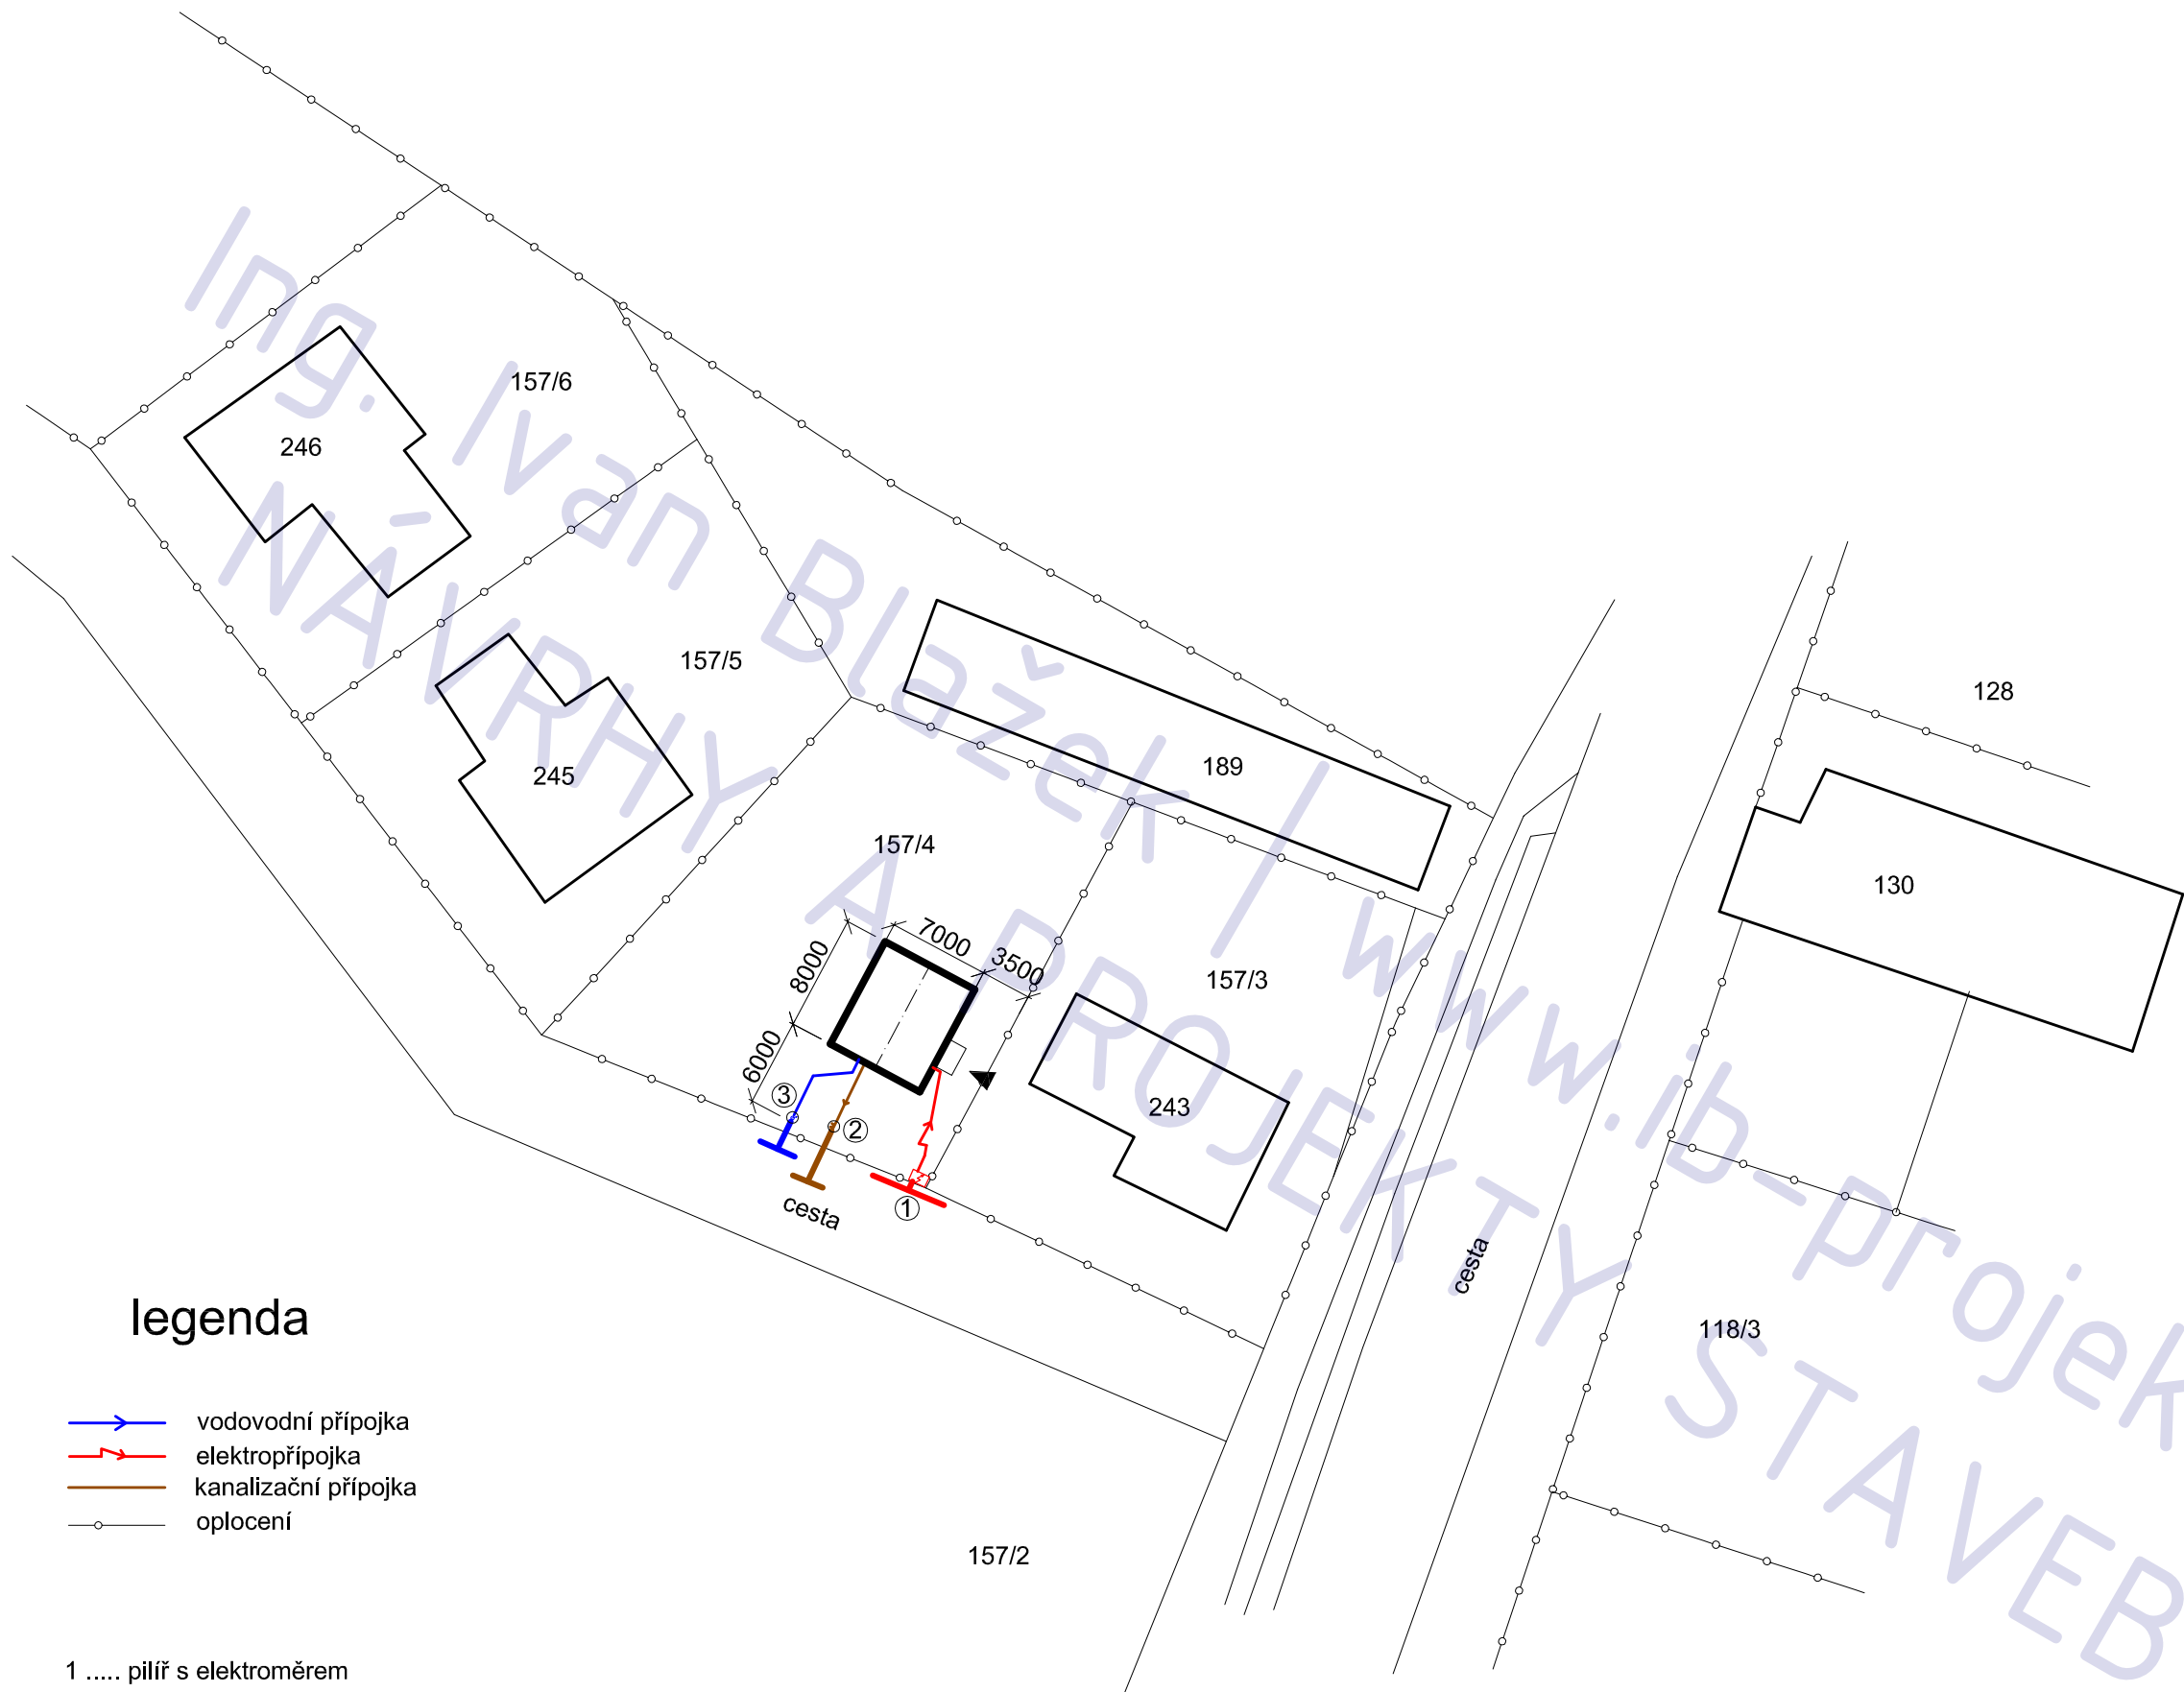 Ing. Ivan Blažek | www.ib-projek
NÁVRHY A PROJEKTY STAVEB
157/6
246
157/5
245
128
189
157/4
130
7000
3500
8000
157/3
6000
243
3
2
1
cesta
cesta
118/3
legenda
vodovodní přípojka
elektropřípojka
kanalizační přípojka
oplocení
157/2
1 ..... pilíř s elektroměrem